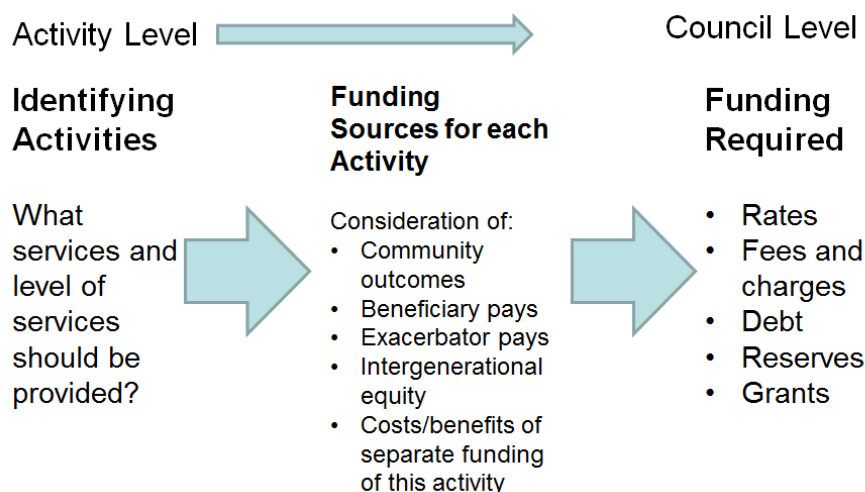 Activity Level
Council Level
Identifying
Activities
What
services and
level of
services
should be
provided?
Funding
Sources for each
Activity
Consideration of:
• Community
outcomes
• Beneficiary pays
• Exacerbator pays
• Intergenerational
equity
• Costs/benefits of
separate funding
of this activity
Funding
Required
• Rates
• Fees and
charges
• Debt
• Reserves
• Grants